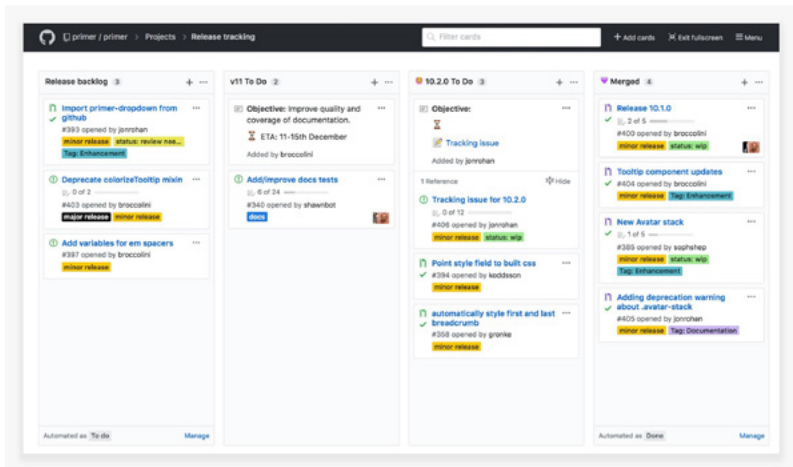 primer / primer > Projects > Release tracking
Filter cards
+ Add cards
Exit fullscreen
Menu
Release backlog 3
Import primer-dropdown from
github
#393 opened by jonrohan
minor release status: review nee...
Tag: Enhancement
Deprecate colorizeTooltip mixin
0 of 2
#403 opened by broccolini
major release minor release
Add variables for em spacers
#397 opened by broccolini
minor release
Automated as To do
Manage
v11 To Do 2
Objective: Improve quality and
coverage of documentation.
ETA: 11-15th December
Added by broccolini
Add/improve docs tests
6 of 24
#340 opened by shawnbot
docs
10.2.0 To Do 3
Objective:
Tracking issue
Added by jonrohan
1 Reference
Hide
Tracking issue for 10.2.0
0 of 12
#406 opened by jonrohan
minor release status: wip
Point style field to built css
#394 opened by keddsson
minor release
automatically style first and last
breadcrumb
#358 opened by gronke
minor release
Merged 4
Release 10.1.0
2 of 5
#400 opened by broccolini
minor release status: wip
Tooltip component updates
#404 opened by broccolini
minor release Tag: Enhancement
New Avatar stack
1 of 5
#385 opened by sophshep
minor release status: wip
Tag: Enhancement
Adding deprecation warning
about .avatar-stack
#405 opened by jonrohan
minor release Tag: Documentation
Automated as Done
Manage